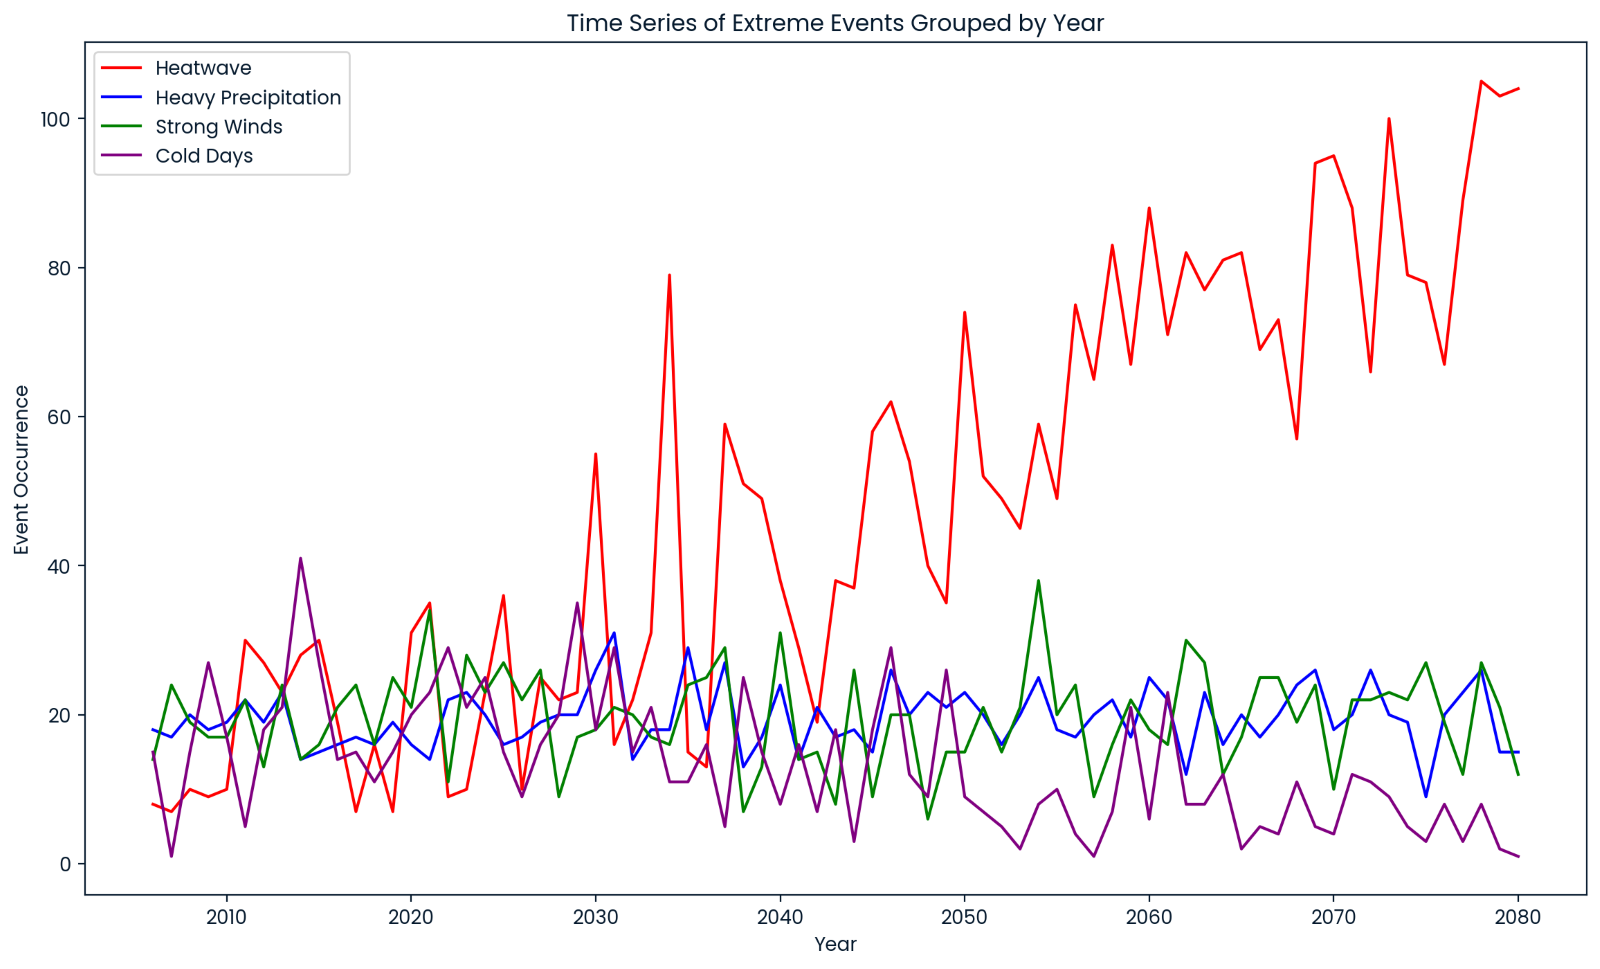 Time Series of Extreme Events Grouped by Year
Heatwave
Heavy Precipitation
Strong Winds
Cold Days
100
80
60
40
20
0
Event Occurrence
2010 2020 2030 2040 2050 2060 2070 2080
Year